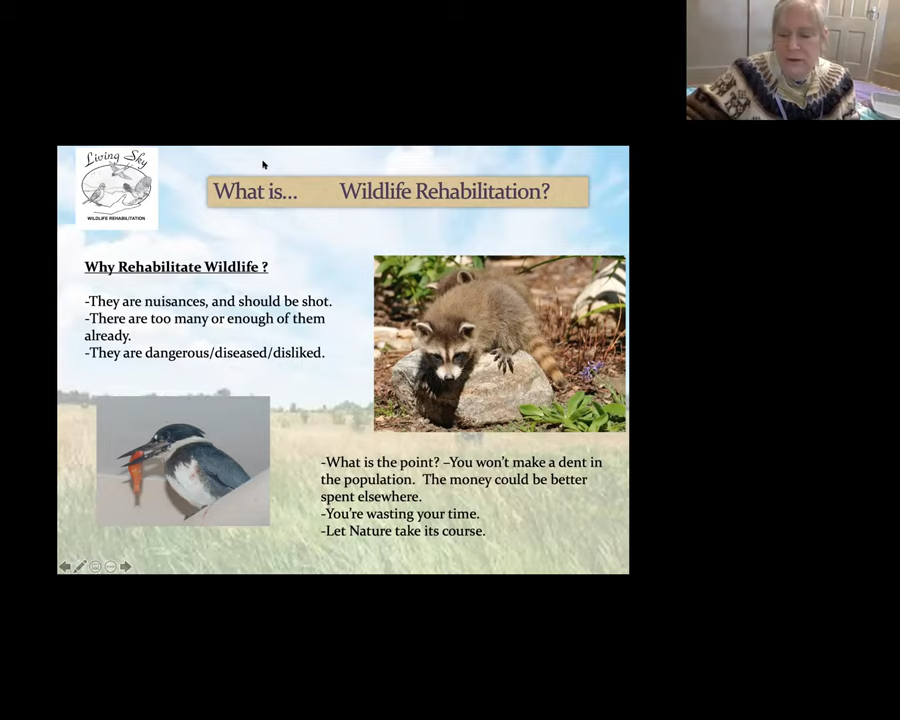 Living Sky
WILDLIFE REHABILITATION
What is... Wildlife Rehabilitation?
Why Rehabilitate Wildlife ?
-They are nuisances, and should be shot.
-There are too many or enough of them
already.
-They are dangerous/diseased/disliked.
-What is the point? –You won't make a dent in
the population. The money could be better
spent elsewhere.
-You're wasting your time.
-Let Nature take its course.